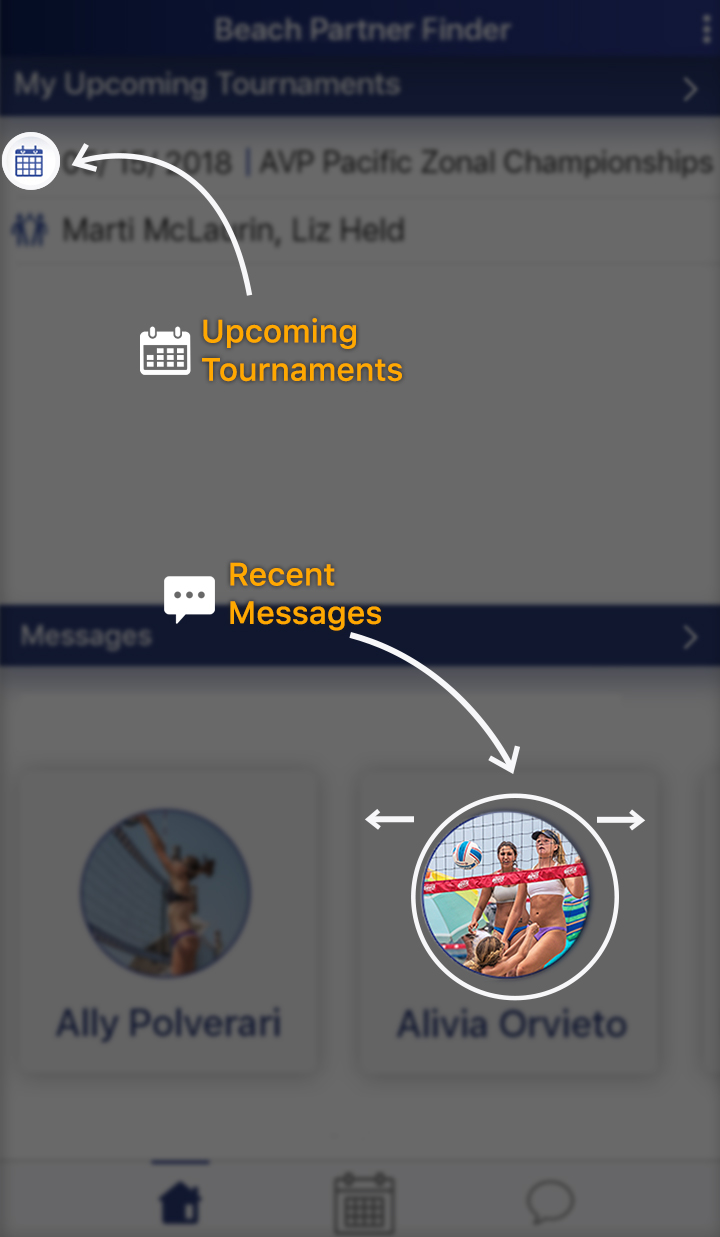 Beach Partner Finder
My Upcoming Tournaments
15/ 2018 | AVP Pacific Zonal Championships
Marti McLaurin, Liz Held
Upcoming
Tournaments
Recent
Messages
Messages
Ally Polverari
Alivia Orvieto